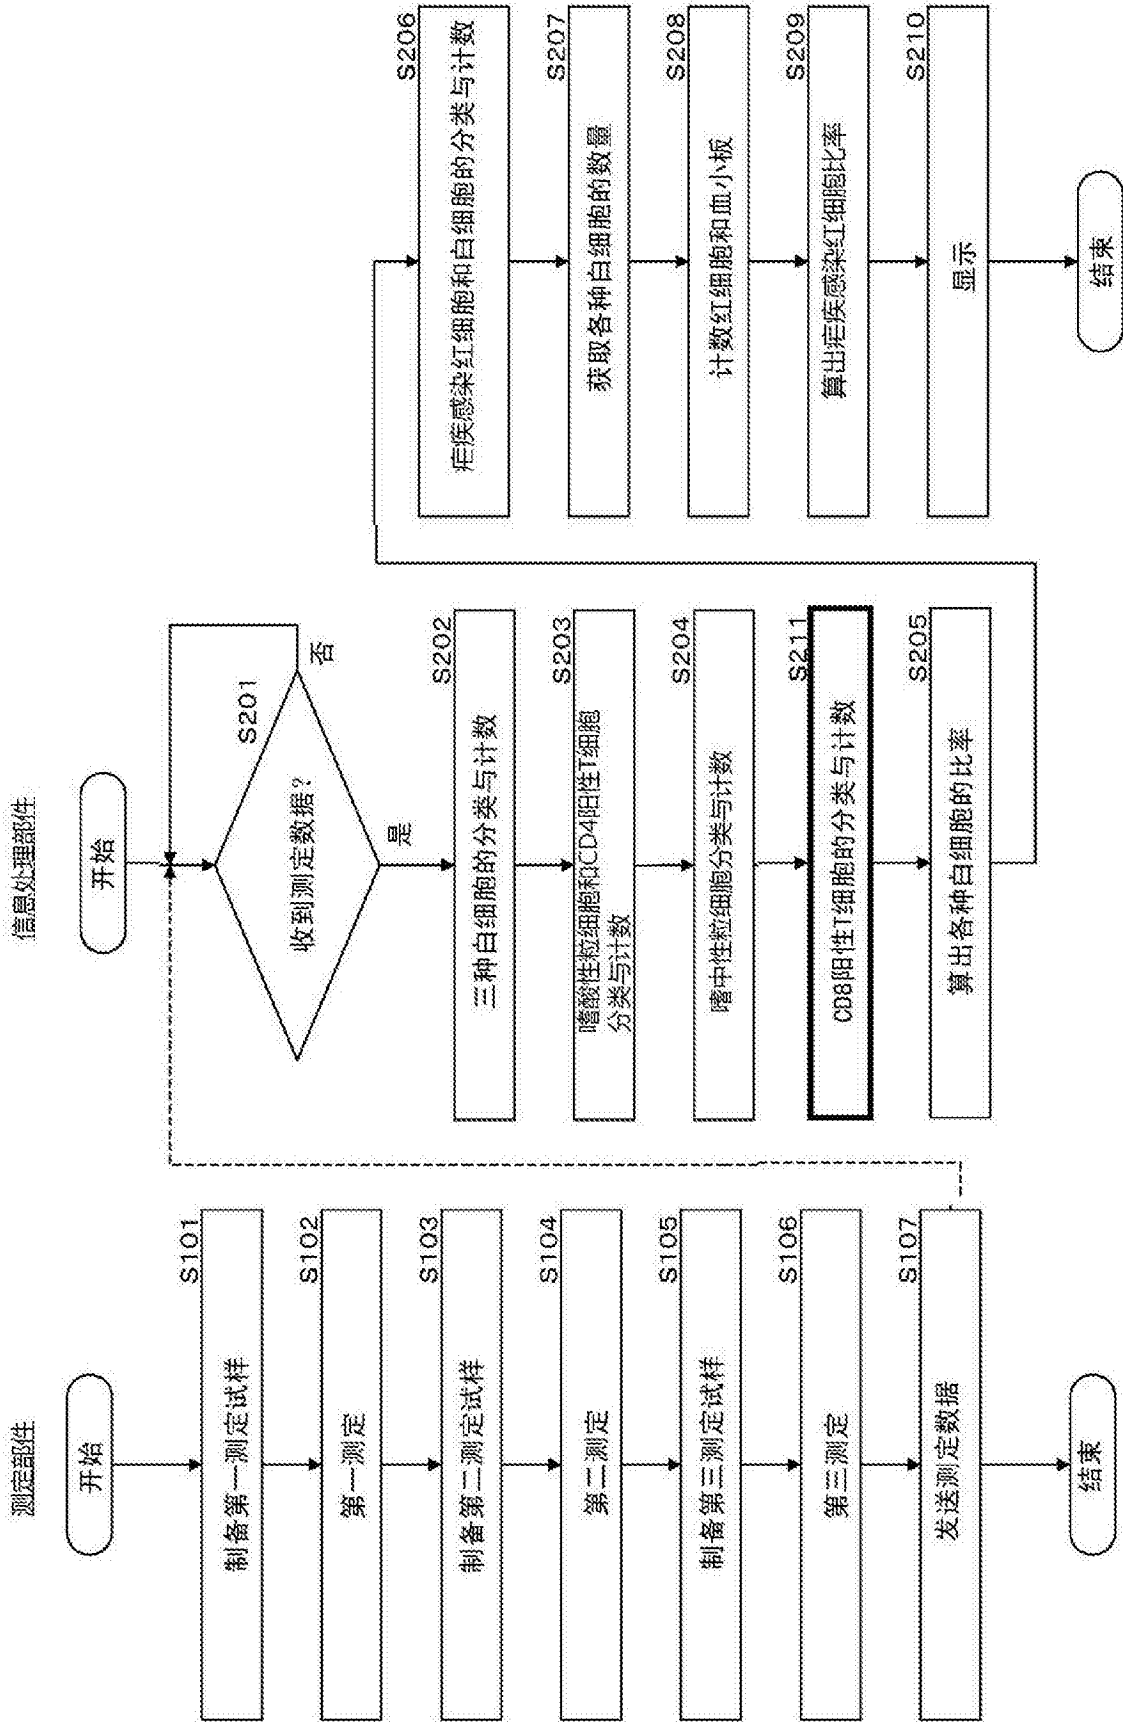 测定部件
开始
S101
制备第一测定试样
S102
第一测定
S103
制备第二测定试样
S104
第二测定
S105
制备第三测定试样
S106
第三测定
S107
发送测定数据
结束
信息处理部件
开始
S201
收到测定数据?
否
是
S202
三种白细胞的分类与计数
S203
嗜酸性粒细胞和CD4阳性T细胞
分类与计数
S204
嗜中性粒细胞分类与计数
S211
CD8阳性T细胞的分类与计数
S205
算出各种白细胞的比率
S206
疟疾感染红细胞和白细胞的分类与计数
S207
获取各种白细胞的数量
S208
计数红细胞和血小板
S209
算出疟疾感染红细胞比率
S210
显示
结束